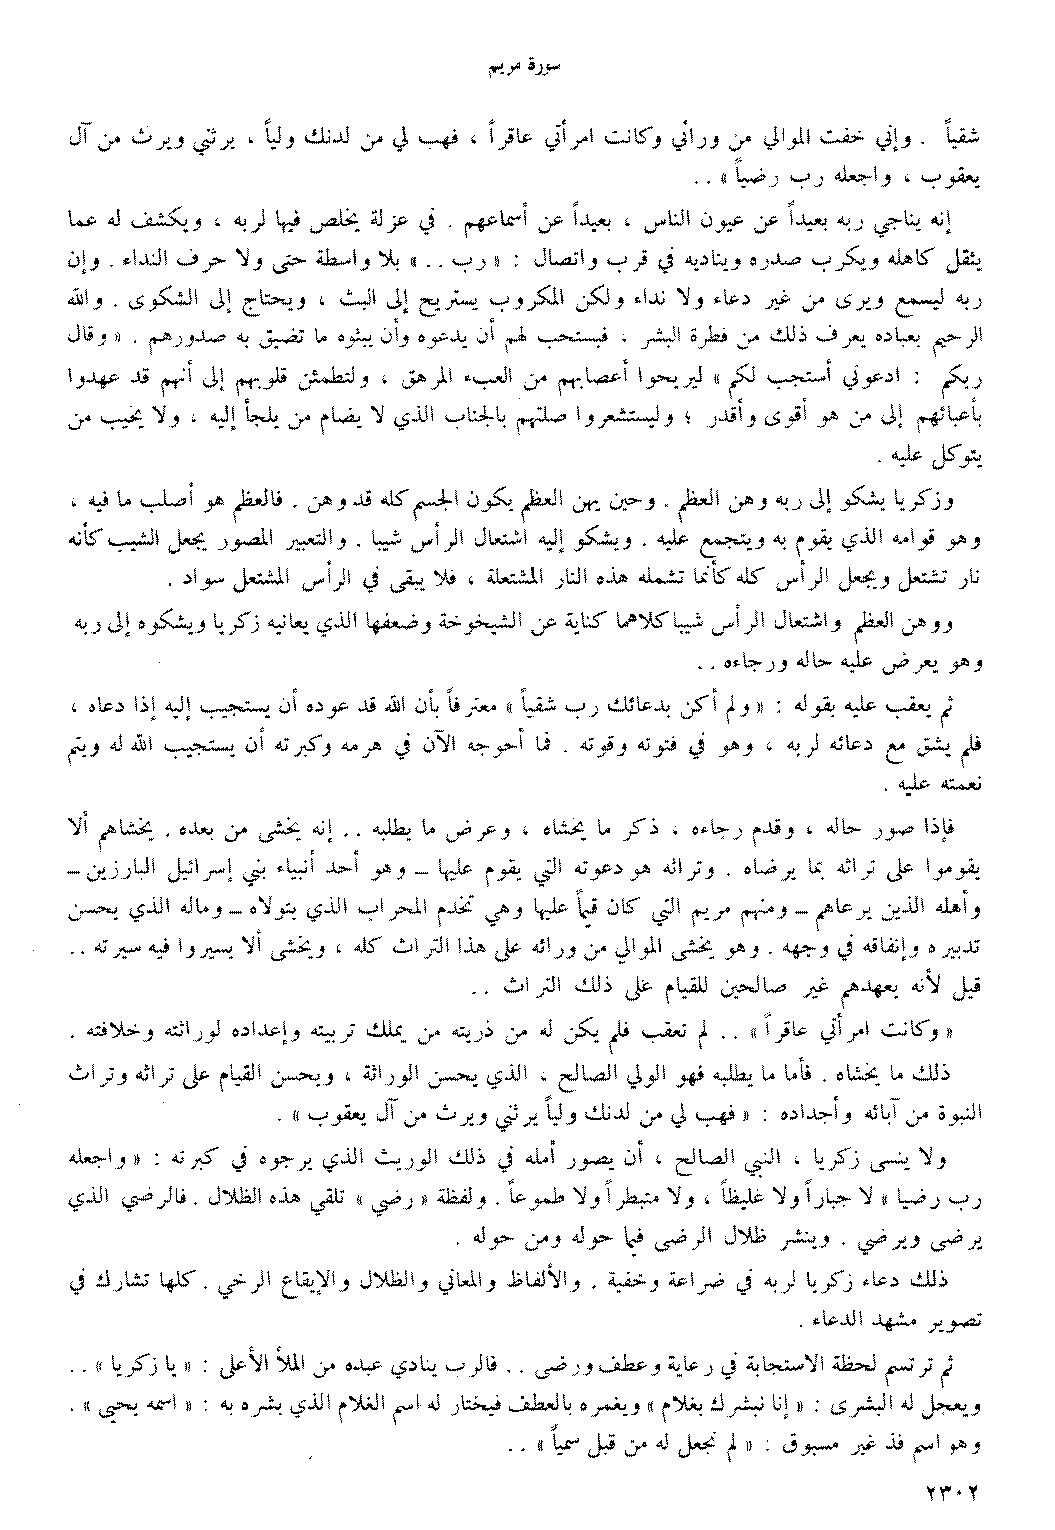 سورة مريم
شقياً . وإني خفت الموالي من ورائي وكانت امرأتي عاقراً ، فهب لي من لدنك ولياً ، يرثني ويرث من آل
يعقوب ، واجعله رب رضياً » ..
إنه يناجي ربه بعيداً عن عيون الناس ، بعيداً عن أسماعهم . في عزلة يخلص فيها لربه ، ويكشف له عما
يثقل كاهله ويكرب صدره ويناديه في قرب واتصال : « رب .. » بلا واسطة حتى ولا حرف النداء . وإن
ربه ليسمع ويرى من غير دعاء ولا نداء ولكن المكروب يستريح إلى البث ، ويحتاج إلى الشكوى . والله
الرحيم بعباده يعرف ذلك من فطرة البشر ، فيستحب لهم أن يدعوه وأن يبثوه ما تضيق به صدورهم . « وقال
ربكم : ادعوني أستجب لكم » ليريحوا أعصابهم من العبء المرهق ، ولتطمئن قلوبهم إلى أنهم قد عهدوا
بأعبائهم إلى من هو أقوى وأقدر ؛ وليستشعروا صلتهم بالجناب الذي لا يضام من يلجأ إليه ، ولا يخيب من
يتوكل عليه .
وزكريا يشكو إلى ربه وهن العظم . وحين يهن العظم يكون الجسم كله قد وهن . فالعظم هو أصلب ما فيه ،
وهو قوامه الذي يقوم به ويتجمع عليه . ويشكو إليه اشتعال الرأس شيبا . والتعبير المصور يجعل الشيب كأنه
نار تشتعل ويجعل الرأس كله كأنما تشمله هذه النار المشتعلة ، فلا يبقى في الرأس المشتعل سواد .
ووهن العظم واشتعال الرأس شيبا كلاهما كناية عن الشيخوخة وضعفها الذي يعانيه زكريا ويشكوه إلى ربه
وهو يعرض عليه حاله ورجاءه ..
ثم يعقب عليه بقوله : « ولم أكن بدعائك رب شقياً » معترفاً بأن الله قد عوده أن يستجيب إليه إذا دعاه ،
فلم يشق مع دعائه لربه ، وهو في فتوته وقوته . فما أحوجه الآن في هرمه وكبرته أن يستجيب الله له ويتم
نعمته عليه .
فإذا صور حاله ، وقدم رجاءه ، ذكر ما يخشاه ، وعرض ما يطلبه .. إنه يخشى من بعده . يخشاهم ألا
يقوموا على تراثه بما يرضاه . وتراثه هو دعوته التي يقوم عليها – وهو أحد أنبياء بني إسرائيل البارزين –
وأهله الذين يرعاهم – ومنهم مريم التي كان قيماً عليها وهي تخدم المحراب الذي يتولاه – وماله الذي يحسن
تدبيره وإنفاقه في وجهه . وهو يخشى الموالي من ورائه على هذا التراث كله ، ويخشى ألا يسيروا فيه سيرته ..
قيل لأنه يعهدهم غير صالحين للقيام على ذلك التراث ..
« وكانت امرأتي عاقراً » .. لم تعقب فلم يكن له من ذريته من يملك تربيته وإعداده لوراثته وخلافته .
ذلك ما يخشاه . فأما ما يطلبه فهو الولي الصالح ، الذي يحسن الوراثة ، ويحسن القيام على تراثه وتراث
النبوة من آبائه وأجداده : « فهب لي من لدنك ولياً يرثني ويرث من آل يعقوب » .
ولا ينسى زكريا ، النبي الصالح ، أن يصور أمله في ذلك الوريث الذي يرجوه في كبرته : « واجعله
رب رضيا » لا جباراً ولا غليظاً ، ولا متبطراً ولا طموعاً . ولفظة « رضي » تلقي هذه الظلال . فالرضي الذي
يرضى ويرضي . وينشر ظلال الرضى فيما حوله ومن حوله .
ذلك دعاء زكريا لربه في ضراعة وخفية . والألفاظ والمعاني والظلال والإيقاع الرخي . كلها تشارك في
تصوير مشهد الدعاء .
ثم ترتسم لحظة الاستجابة في رعاية وعطف ورضى .. فالرب ينادي عبده من الملأ الأعلى : « يا زكريا » ..
ويعجل له البشرى : « إنا نبشرك بغلام » ويغمره بالعطف فيختار له اسم الغلام الذي بشره به : « اسمه يحيى » .
وهو اسم فذ غير مسبوق : « لم نجعل له من قبل سمياً » ..
٢٣٠٢